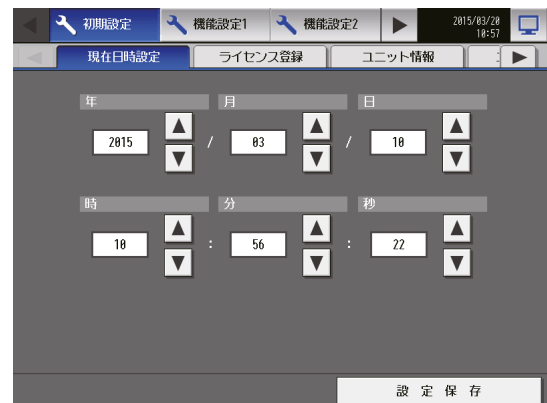 初期設定 機能設定1 機能設定2 2015/03/20
10:57
現在日時設定 ライセンス登録 ユニット情報
年 月 日
2015 / 03 / 10
時 分 秒
10 : 56 : 22
設定保存